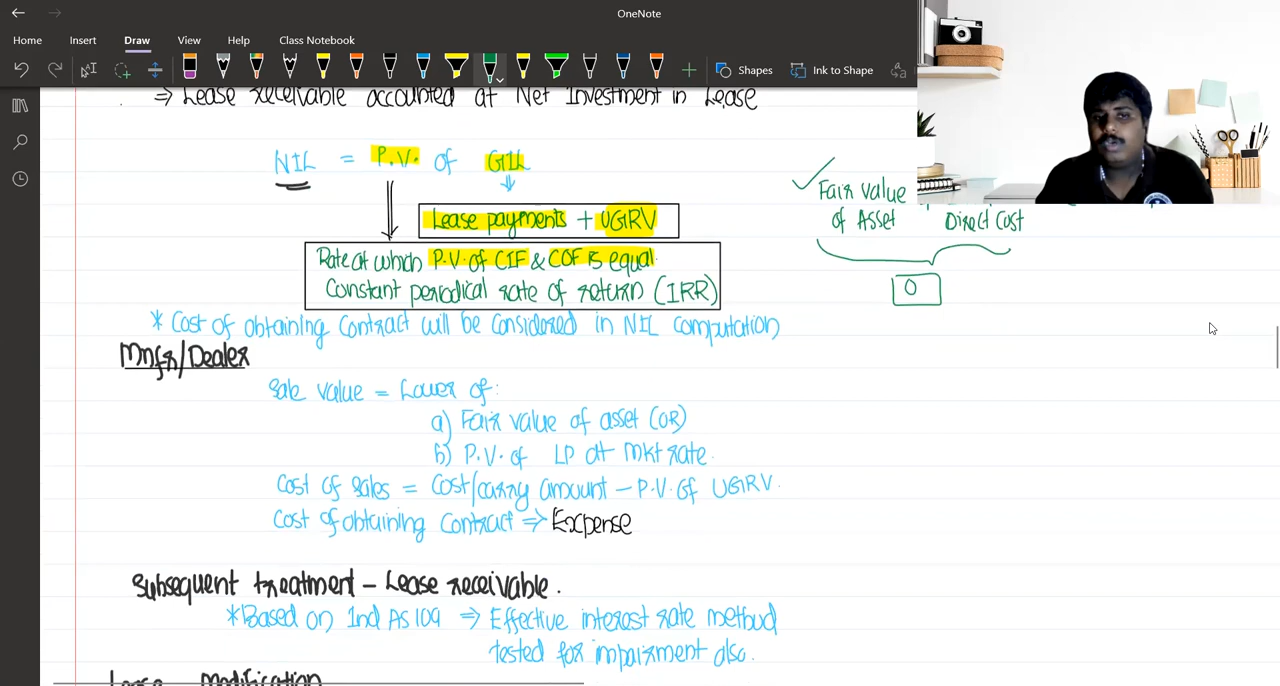 OneNote
Home Insert Draw View Help Class Notebook
Shapes Ink to Shape
⇒ Lease receivable accounted at Net Investment in Lease
NIL = P.V. of GIL
Lease payments + UGRV
Rate at which P.V. of CIF & COF is equal
Constant periodical rate of return (IRR)
Fair value of Asset
Direct Cost
0
* Cost of obtaining Contract will be considered in NIL computation
Mnfr/Dealer
Sale value = Lower of:
a) Fair value of asset (OR)
b) P.V. of LP at mkt rate.
Cost of sales = Cost/carry amount - P.V. of UGRV.
Cost of obtaining Contract ⇒ Expense
Subsequent treatment - Lease receivable.
*Based on Ind AS 109 ⇒ Effective interest rate method
tested for impairment also.
Lease modification